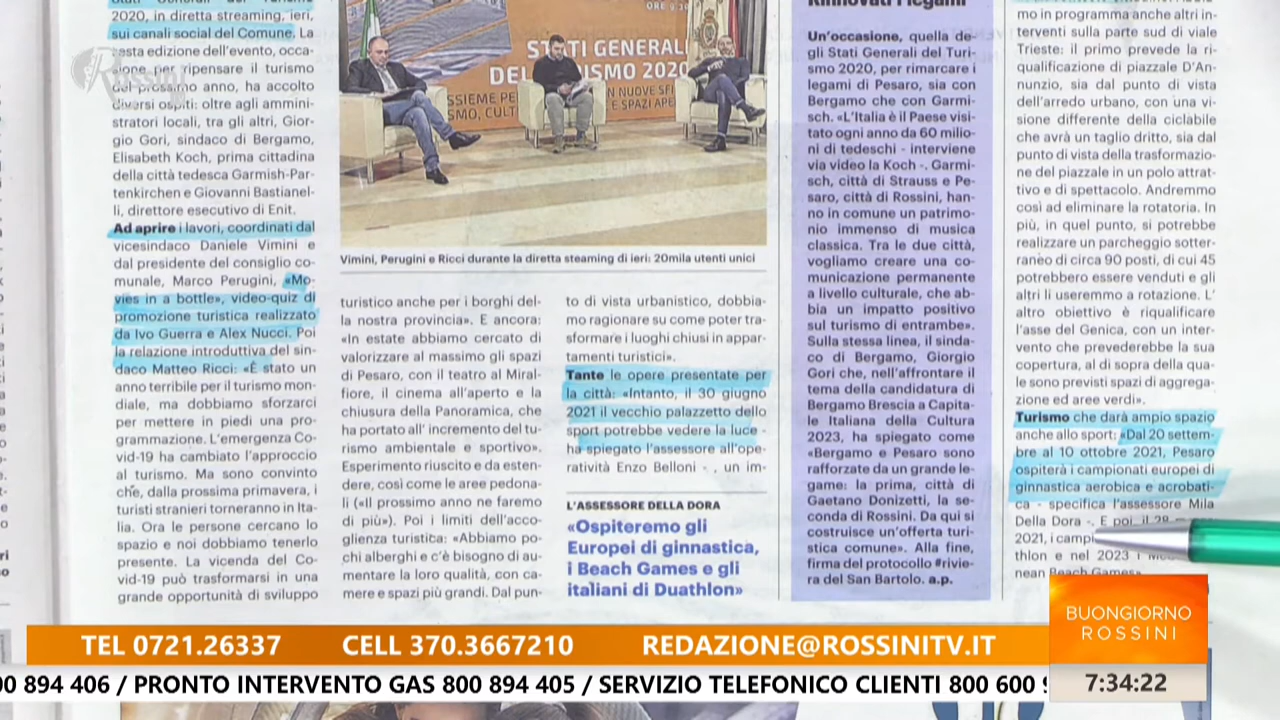 Stati Generali del Turismo
2020, in diretta streaming, ieri,
sui canali social del Comune. La
sesta edizione dell'evento, occa-
sione per ripensare il turismo
del prossimo anno, ha accolto
diversi ospiti: oltre agli ammini-
stratori locali, tra gli altri, Gior-
gio Gori, sindaco di Bergamo,
Elisabeth Koch, prima cittadina
della città tedesca Garmish-Par-
tenkirchen e Giovanni Bastianel-
li, direttore esecutivo di Enit.
Ad aprire i lavori, coordinati dal
vicesindaco Daniele Vimini e
dal presidente del consiglio co-
munale, Marco Perugini, «Mo-
vies in a bottle», video-quiz di
promozione turistica realizzato
da Ivo Guerra e Alex Nucci. Poi
la relazione introduttiva del sin-
daco Matteo Ricci: «È stato un
anno terribile per il turismo mon-
diale, ma dobbiamo sforzarci
per mettere in piedi una pro-
grammazione. L'emergenza Co-
vid-19 ha cambiato l'approccio
al turismo. Ma sono convinto
che, dalla prossima primavera, i
turisti stranieri torneranno in Ita-
lia. Ora le persone cercano lo
spazio e noi dobbiamo tenerlo
presente. La vicenda del Co-
vid-19 può trasformarsi in una
grande opportunità di sviluppo
ORE 9.30
STATI GENERALI
DEL TURISMO 2020
Vimini, Perugini e Ricci durante la diretta steaming di ieri: 20mila utenti unici
turistico anche per i borghi del-
la nostra provincia». E ancora:
«In estate abbiamo cercato di
valorizzare al massimo gli spazi
di Pesaro, con il teatro al Miral-
fiore, il cinema all'aperto e la
chiusura della Panoramica, che
ha portato all' incremento del tu-
rismo ambientale e sportivo».
Esperimento riuscito e da esten-
dere, così come le aree pedona-
li («Il prossimo anno ne faremo
di più»). Poi i limiti dell'acco-
glienza turistica: «Abbiamo po-
chi alberghi e c'è bisogno di au-
mentare la loro qualità, con ca-
mere e spazi più grandi. Dal pun-
to di vista urbanistico, dobbia-
mo ragionare su come poter tra-
sformare i luoghi chiusi in appar-
tamenti turistici».
Tante le opere presentate per
la città: «Intanto, il 30 giugno
2021 il vecchio palazzetto dello
sport potrebbe vedere la luce -
ha spiegato l'assessore all'ope-
ratività Enzo Belloni - , un im-
L'ASSESSORE DELLA DORA
«Ospiteremo gli
Europei di ginnastica,
i Beach Games e gli
italiani di Duathlon»
Rinnovati i legami
Un'occasione, quella de-
gli Stati Generali del Turi-
smo 2020, per rimarcare i
legami di Pesaro, sia con
Bergamo che con Garmi-
sch. «L'Italia è il Paese visi-
tato ogni anno da 60 milio-
ni di tedeschi - interviene
via video la Koch -. Garmi-
sch, città di Strauss e Pe-
saro, città di Rossini, han-
no in comune un patrimo-
nio immenso di musica
classica. Tra le due città,
vogliamo creare una co-
municazione permanente
a livello culturale, che ab-
bia un impatto positivo
sul turismo di entrambe».
Sulla stessa linea, il sinda-
co di Bergamo, Giorgio
Gori che, nell'affrontare il
tema della candidatura di
Bergamo Brescia a Capita-
le Italiana della Cultura
2023, ha spiegato come
«Bergamo e Pesaro sono
rafforzate da un grande le-
game: la prima, città di
Gaetano Donizetti, la se-
conda di Rossini. Da qui si
costruisce un'offerta turi-
stica comune». Alla fine,
firma del protocollo #rivie-
ra del San Bartolo. a.p.
mo in programma anche altri in-
terventi sulla parte sud di viale
Trieste: il primo prevede la ri-
qualificazione di piazzale D'An-
nunzio, sia dal punto di vista
dell'arredo urbano, con una vi-
sione differente della ciclabile
che avrà un taglio dritto, sia dal
punto di vista della trasformazio-
ne del piazzale in un polo attrat-
tivo e di spettacolo. Andremmo
così ad eliminare la rotatoria. In
più, in quel punto, si potrebbe
realizzare un parcheggio sotter-
raneo di circa 90 posti, di cui 45
potrebbero essere venduti e gli
altri li useremmo a rotazione. L'
altro obiettivo è riqualificare
l'asse del Genica, con un inter-
vento che prevederebbe la sua
copertura, al di sopra della qua-
le sono previsti spazi di aggrega-
zione ed aree verdi».
Turismo che darà ampio spazio
anche allo sport: «Dal 20 settem-
bre al 10 ottobre 2021, Pesaro
ospiterà i campionati europei di
ginnastica aerobica e acrobati-
ca - specifica l'assessore Mila
Della Dora -. E poi, il 28
2021, i campi
thlon e nel 2023 i
nean Beach Games».
Rossini
TEL 0721.26337 CELL 370.3667210 REDAZIONE@ROSSINITV.IT
BUONGIORNO
ROSSINI
00 894 406 / PRONTO INTERVENTO GAS 800 894 405 / SERVIZIO TELEFONICO CLIENTI 800 600 9
7:34:22